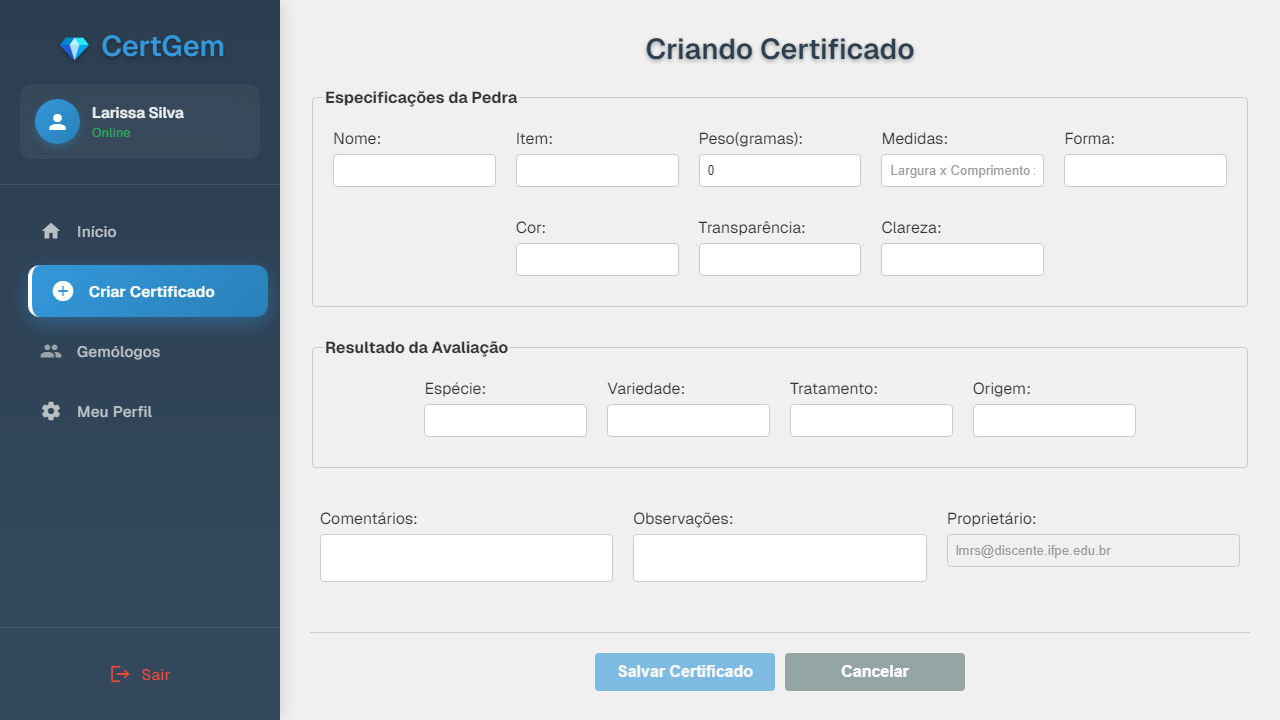 CertGem
Larissa Silva
Online
Início
Criar Certificado
Gemólogos
Meu Perfil
Sair
Criando Certificado
Especificações da Pedra
Nome: Item: Peso(gramas): Medidas: Forma:
0 Largura x Comprimento
Cor: Transparência: Clareza:
Resultado da Avaliação
Espécie: Variedade: Tratamento: Origem:
Comentários: Observações: Proprietário:
lmrs@discente.ifpe.edu.br
Salvar Certificado Cancelar